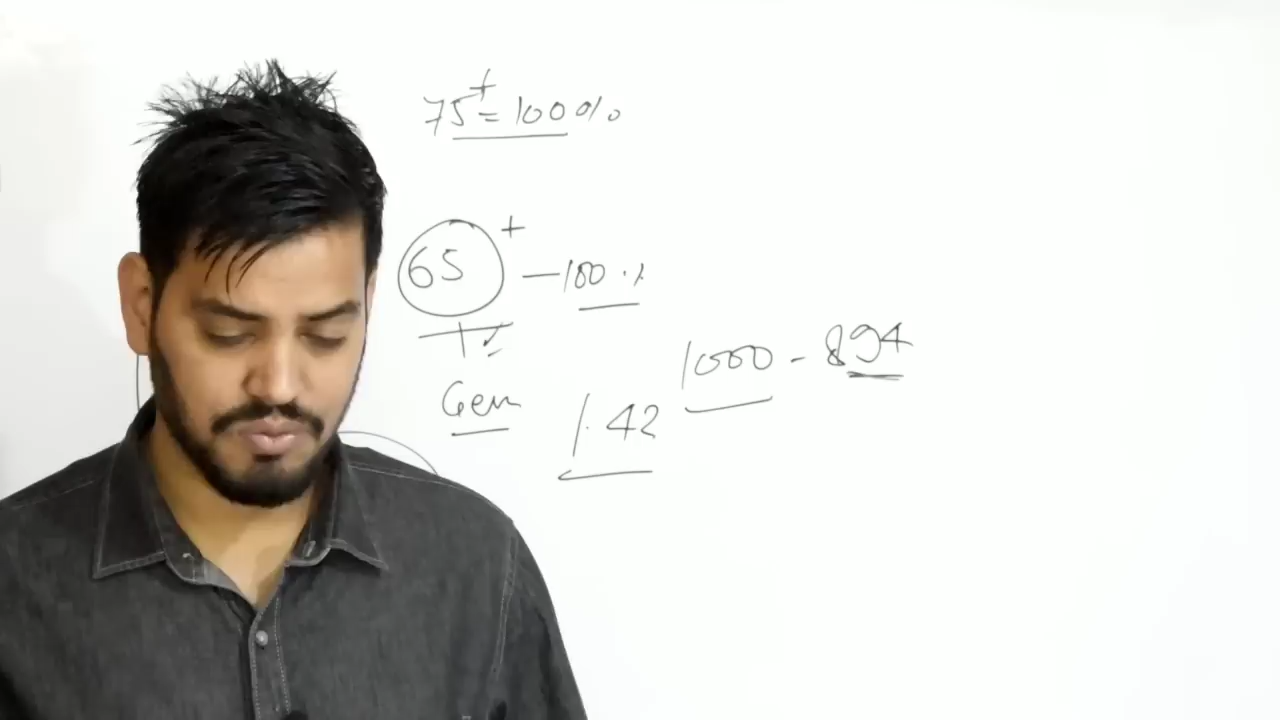 75+ = 100%
65+ — 100%
Gen
1000 - 894
1.42